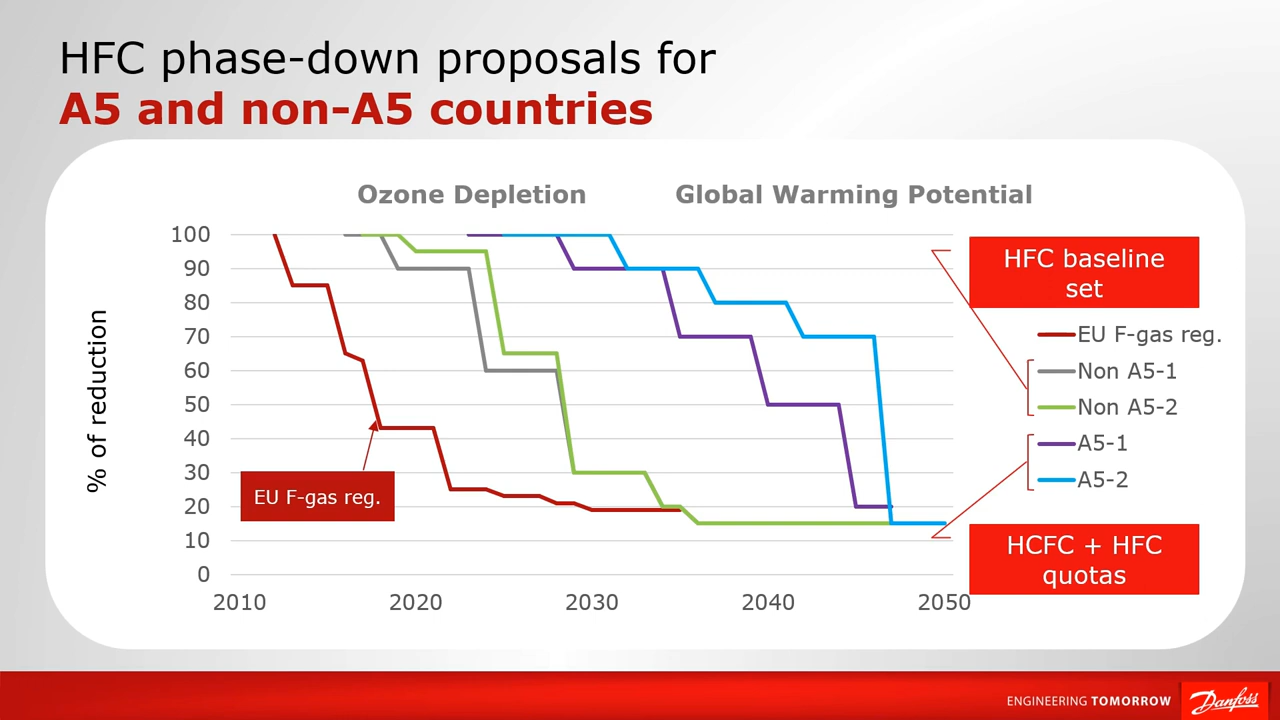 HFC phase-down proposals for
A5 and non-A5 countries
Ozone Depletion
Global Warming Potential
% of reduction
100
90
80
70
60
50
40
30
20
10
0
2010
2020
2030
2040
2050
EU F-gas reg.
HFC baseline
set
EU F-gas reg.
Non A5-1
Non A5-2
A5-1
A5-2
HCFC + HFC
quotas
ENGINEERING TOMORROW
Danfoss